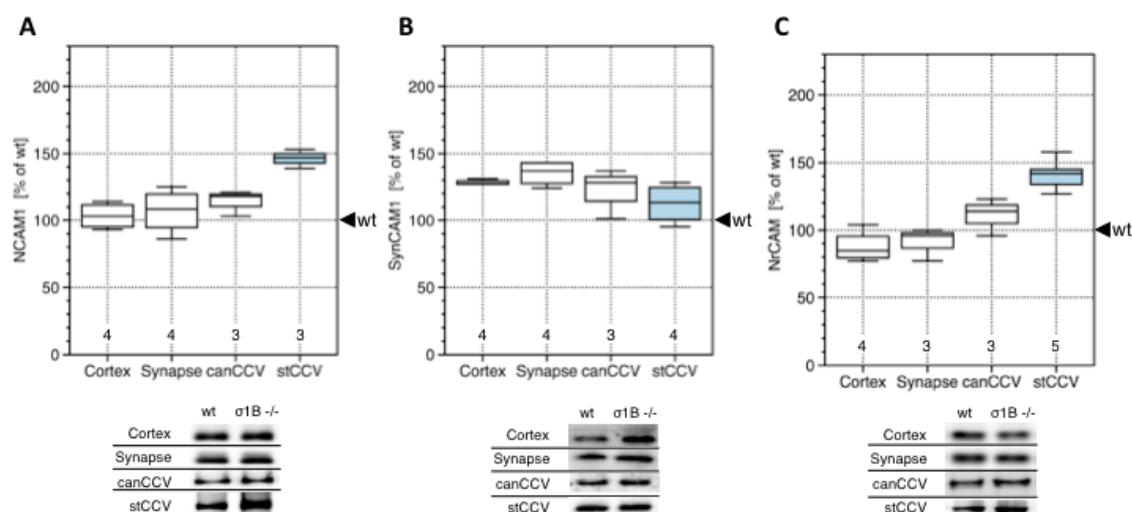 A
NCAM1 [% of wt]
200
150
100
50
0
wt
4 4 3 3
Cortex Synapse canCCV stCCV
wt σ1B -/-
Cortex
Synapse
canCCV
stCCV
B
SynCAM1 [% of wt]
200
150
100
50
0
wt
4 4 3 4
Cortex Synapse canCCV stCCV
wt σ1B -/-
Cortex
Synapse
canCCV
stCCV
C
NrCAM [% of wt]
200
150
100
50
0
wt
4 3 3 5
Cortex Synapse canCCV stCCV
wt σ1B -/-
Cortex
Synapse
canCCV
stCCV